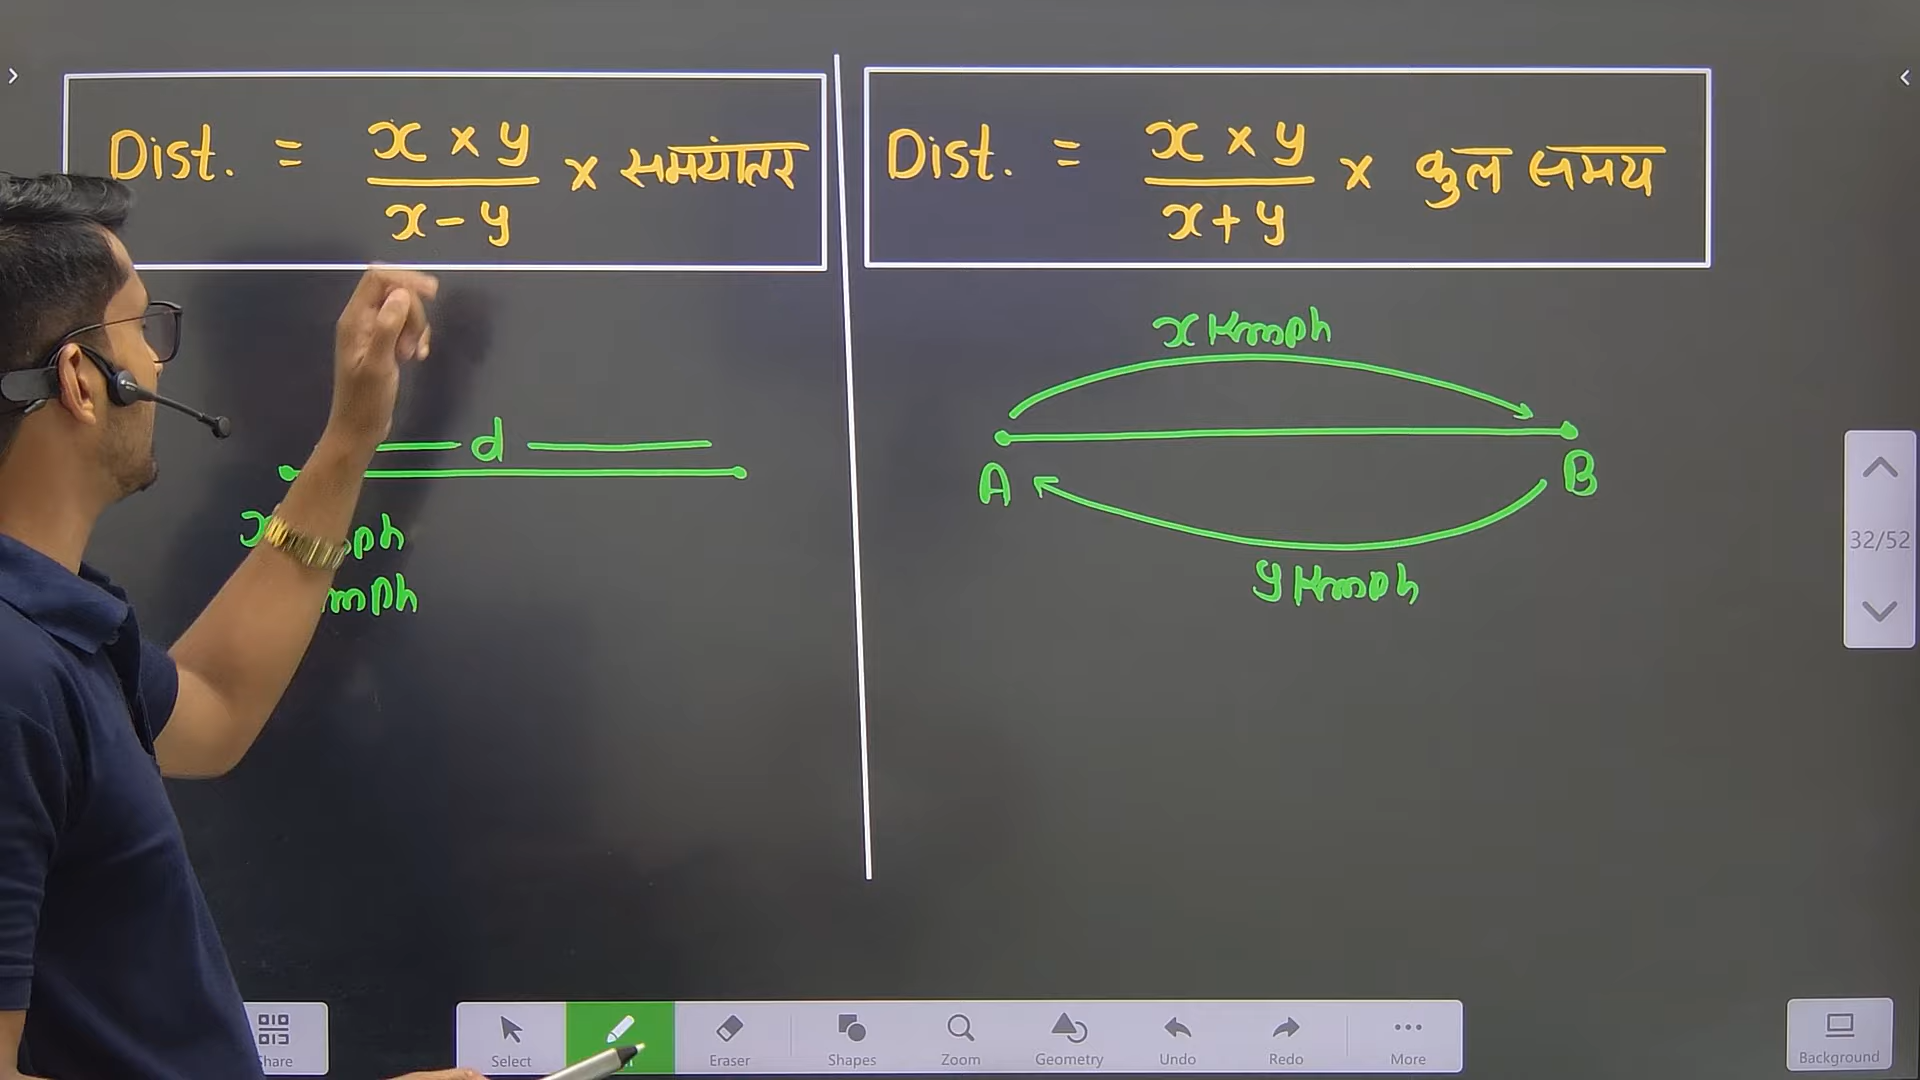 Dist. = x × y / x - y × समयांतर
Dist. = x × y / x + y × कुल समय
d
x Kmph
A
B
y Kmph
32/52
Select
Eraser
Shapes
Zoom
Geometry
Undo
Redo
More
Background